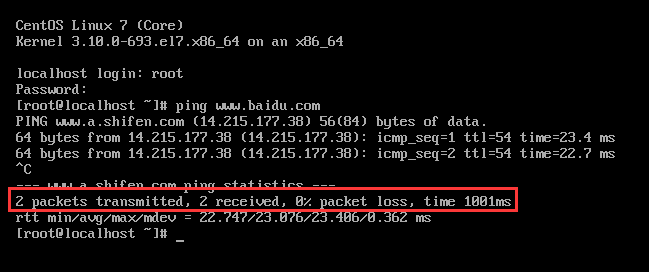 CentOS Linux 7 (Core)
Kernel 3.10.0-693.el7.x86_64 on an x86_64
localhost login: root
Password:
[root@localhost ~]# ping www.baidu.com
PING www.a.shifen.com (14.215.177.38) 56(84) bytes of data.
64 bytes from 14.215.177.38 (14.215.177.38): icmp_seq=1 ttl=54 time=23.4 ms
64 bytes from 14.215.177.38 (14.215.177.38): icmp_seq=2 ttl=54 time=22.7 ms
^C
--- www.a.shifen.com ping statistics ---
2 packets transmitted, 2 received, 0% packet loss, time 1001ms
rtt min/avg/max/mdev = 22.747/23.076/23.406/0.362 ms
[root@localhost ~]# _